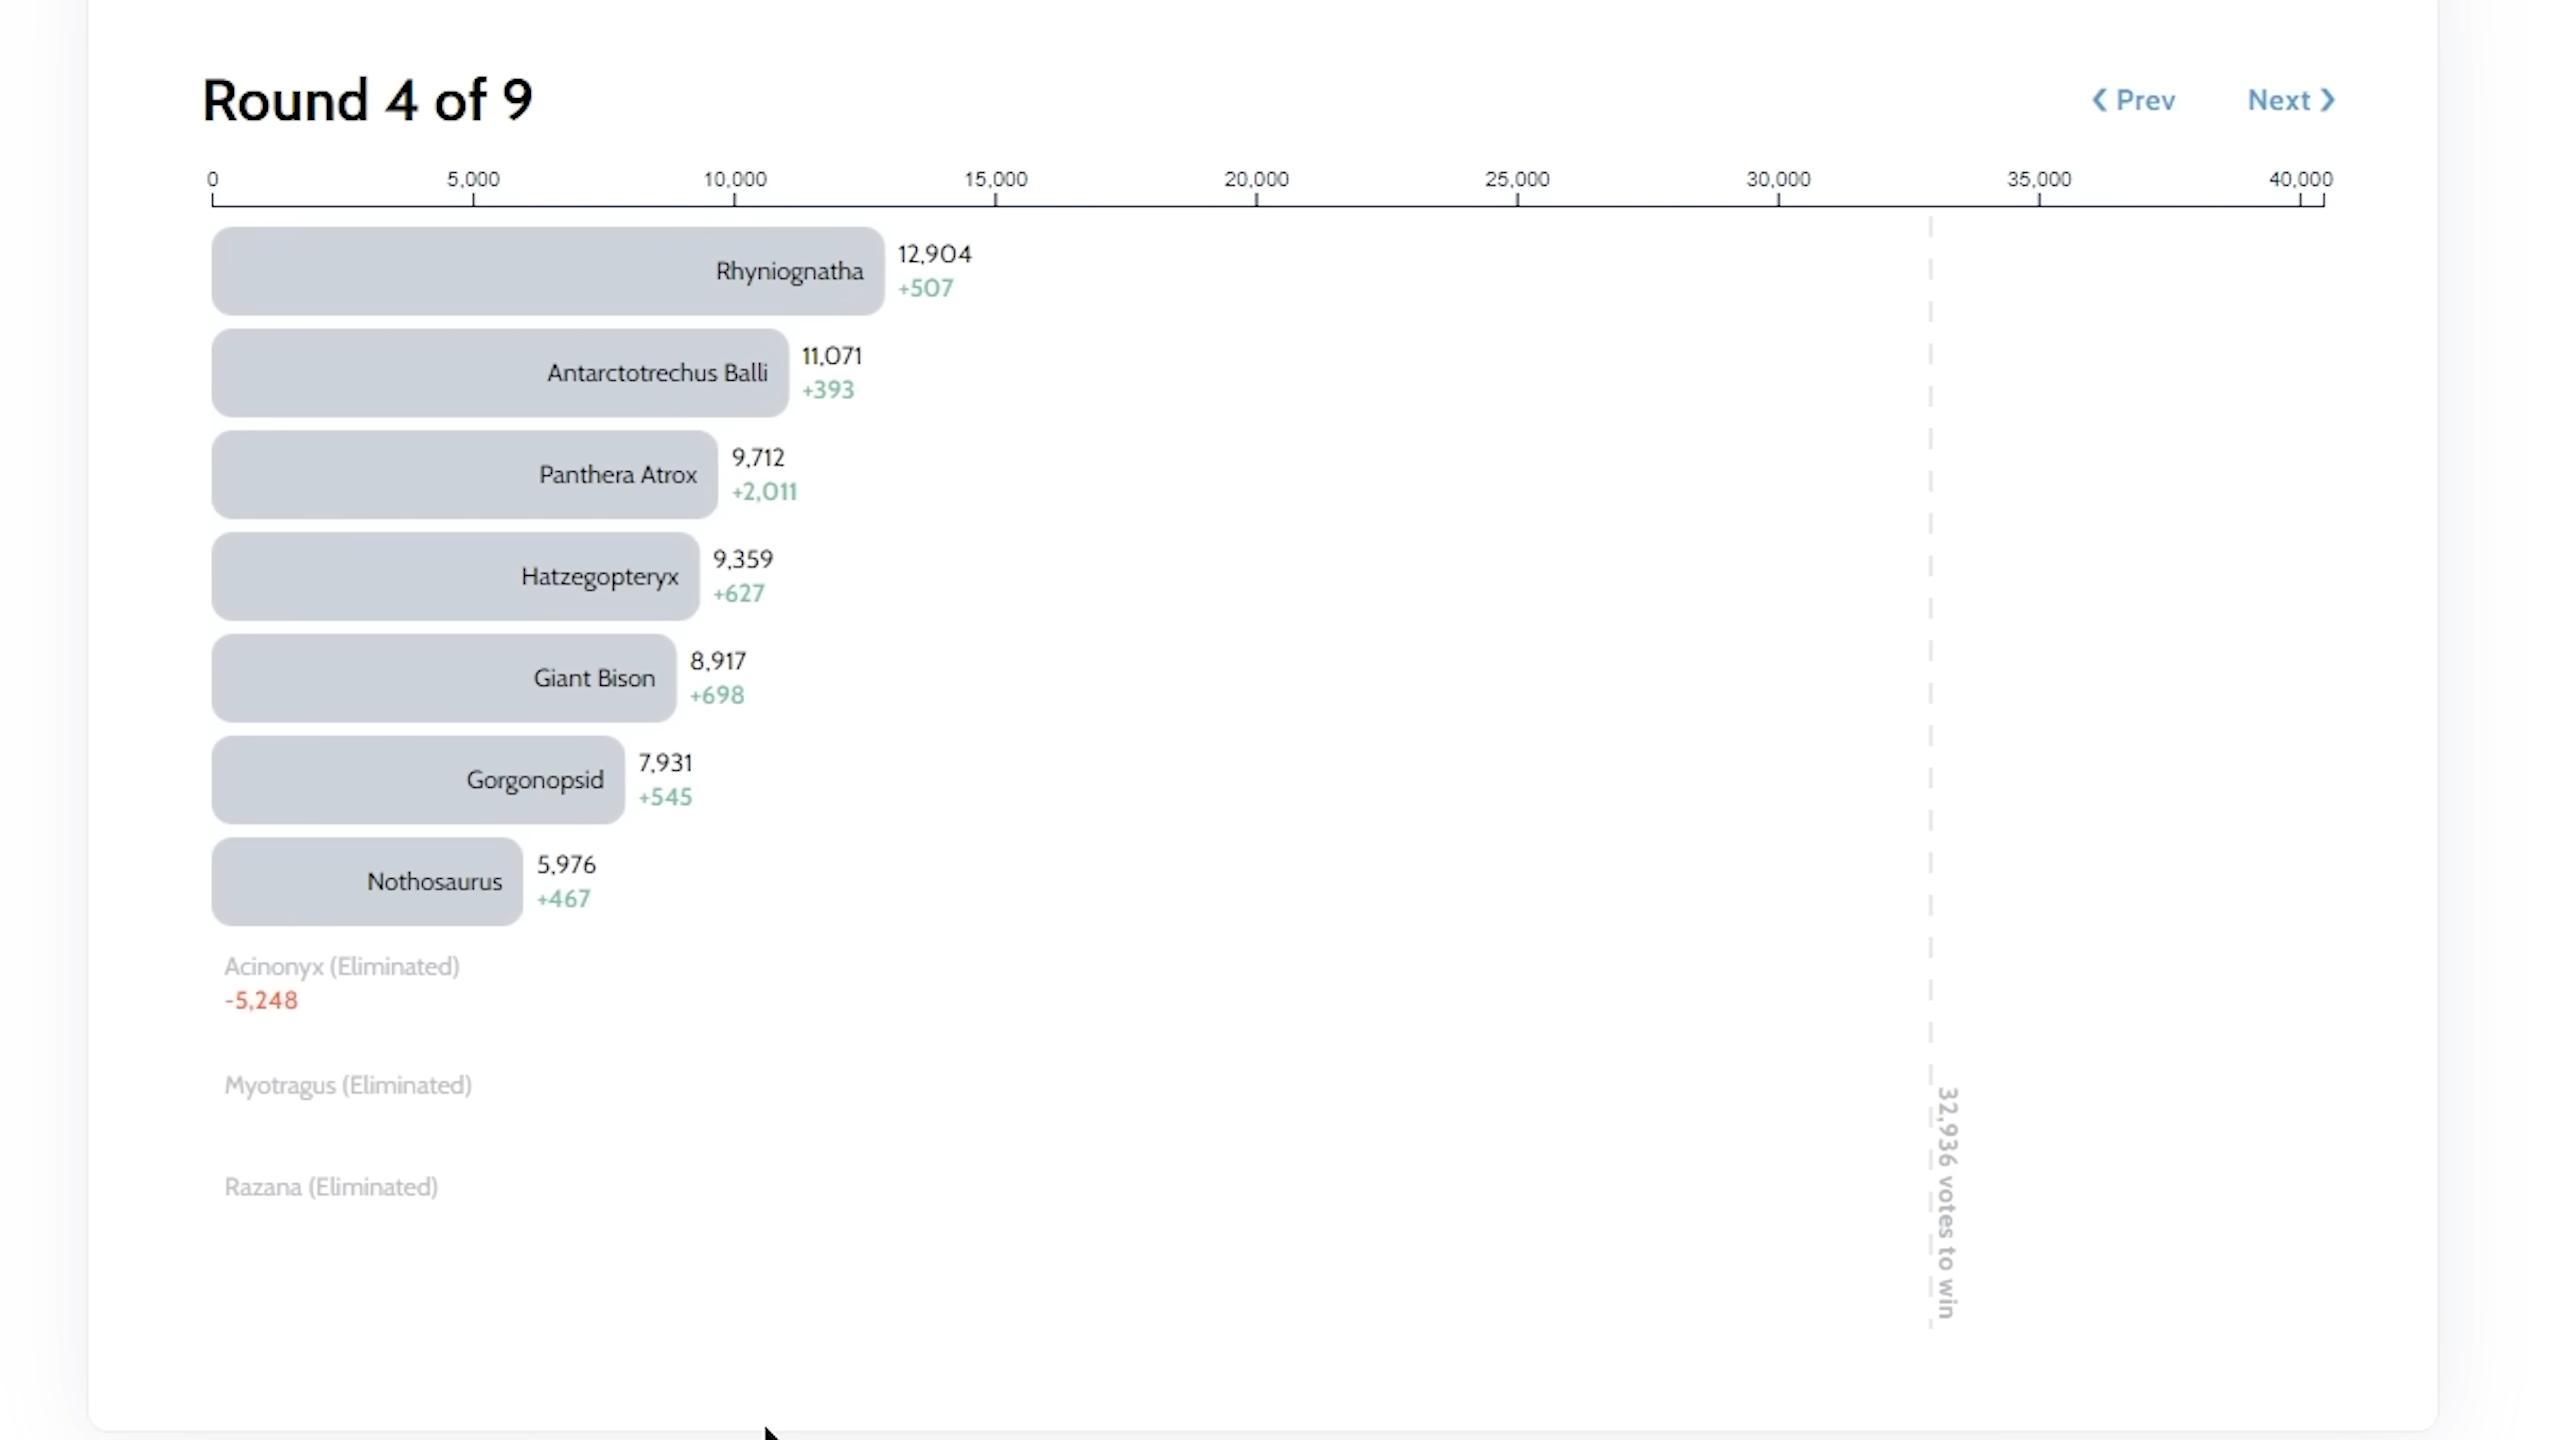 Round 4 of 9
❮ Prev
Next ❯
0 5,000 10,000 15,000 20,000 25,000 30,000 35,000 40,000
Rhyniognatha
12,904
+507
Antarctotrechus Balli
11,071
+393
Panthera Atrox
9,712
+2,011
Hatzegopteryx
9,359
+627
Giant Bison
8,917
+698
Gorgonopsid
7,931
+545
Nothosaurus
5,976
+467
Acinonyx (Eliminated)
-5,248
Myotragus (Eliminated)
Razana (Eliminated)
32,936 votes to win